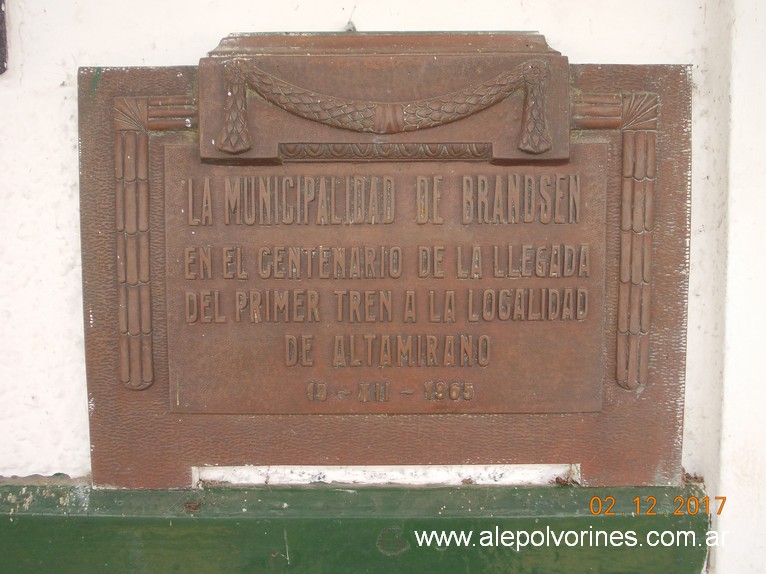 LA MUNICIPALIDAD DE BRANDSEN
EN EL CENTENARIO DE LA LLEGADA
DEL PRIMER TREN A LA LOCALIDAD
DE ALTAMIRANO
- - 1965
02 12 2017
www.alepolvorines.com.ar